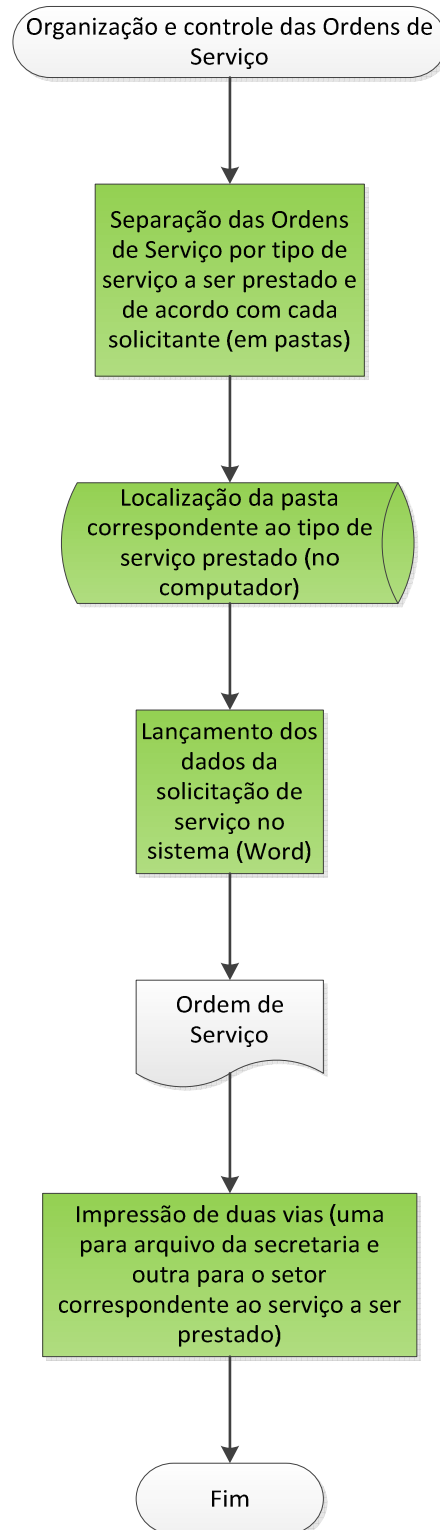 Organização e controle das Ordens de
Serviço
Separação das Ordens
de Serviço por tipo de
serviço a ser prestado e
de acordo com cada
solicitante (em pastas)
Localização da pasta
correspondente ao tipo de
serviço prestado (no
computador)
Lançamento dos
dados da
solicitação de
serviço no
sistema (Word)
Ordem de
Serviço
Impressão de duas vias (uma
para arquivo da secretaria e
outra para o setor
correspondente ao serviço a ser
prestado)
Fim